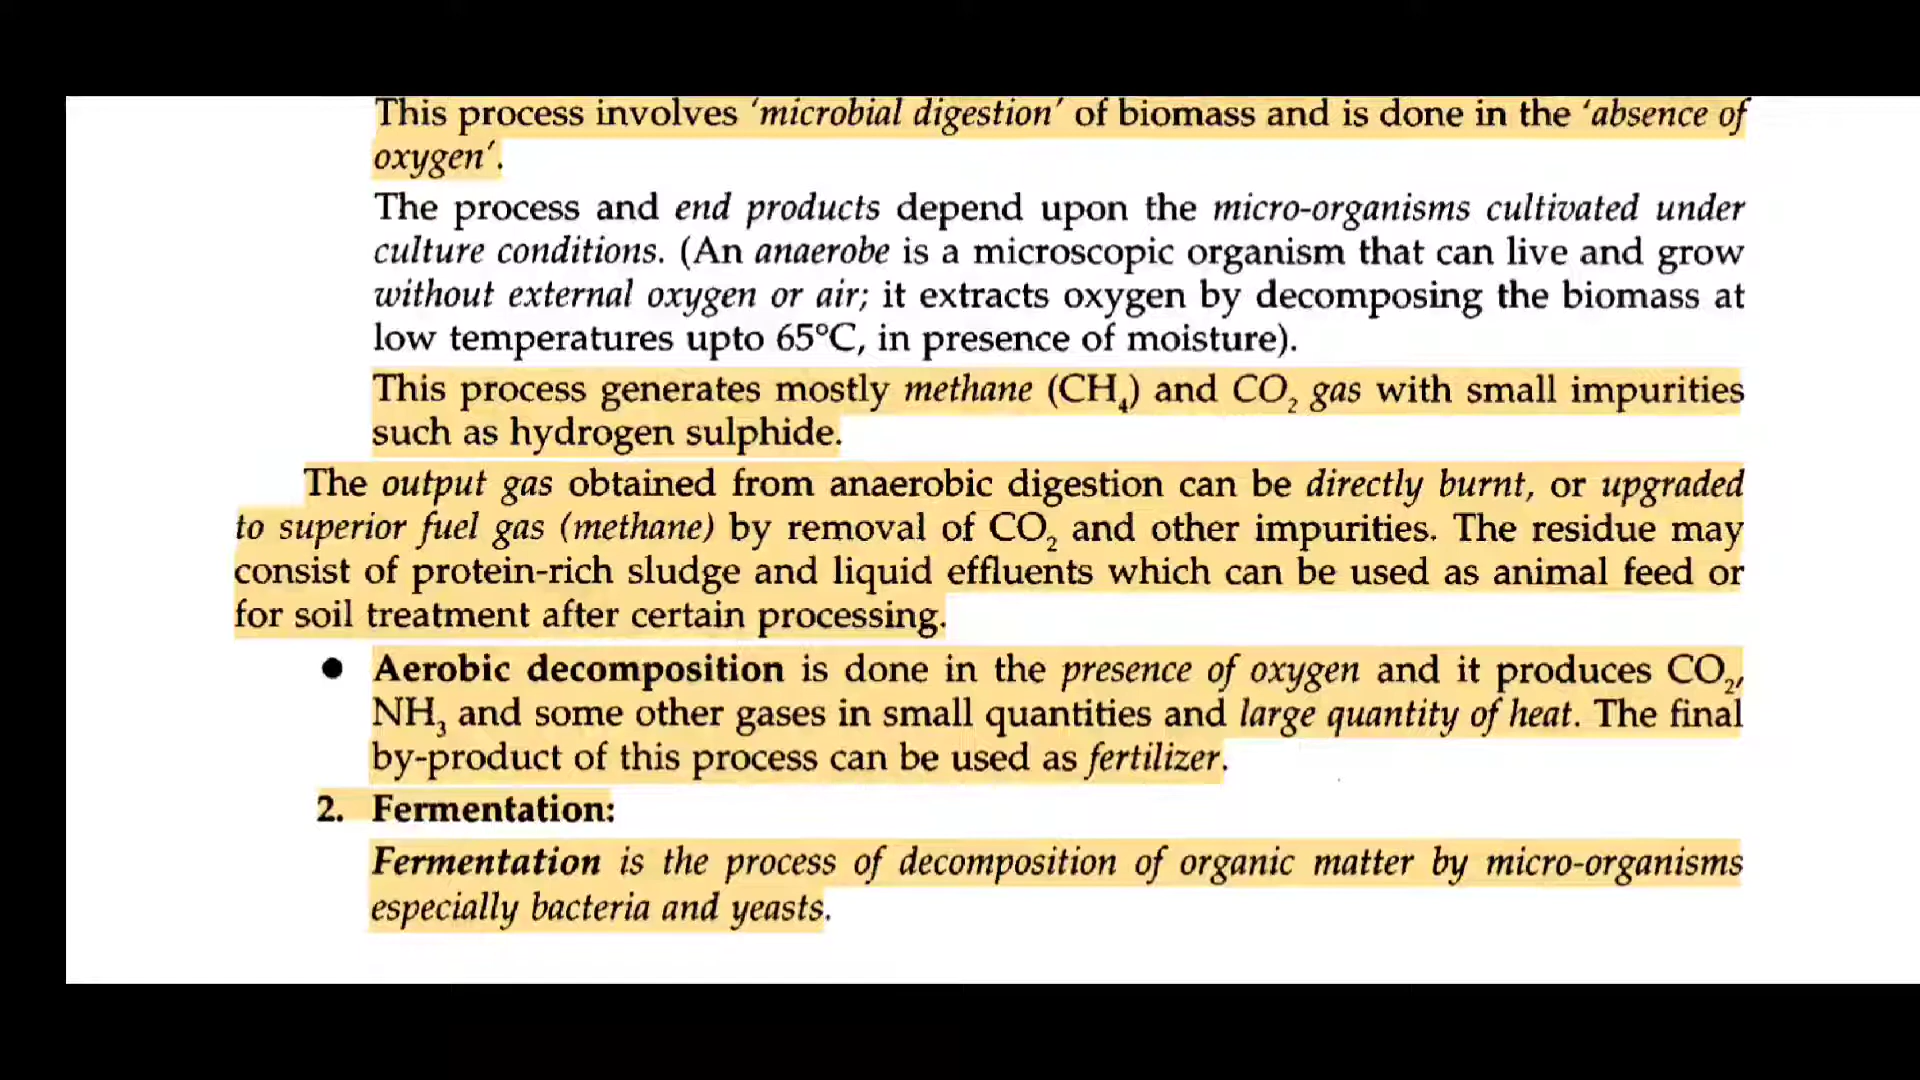 This process involves ‘microbial digestion’ of biomass and is done in the ‘absence of
oxygen’.
The process and end products depend upon the micro-organisms cultivated under
culture conditions. (An anaerobe is a microscopic organism that can live and grow
without external oxygen or air; it extracts oxygen by decomposing the biomass at
low temperatures upto 65°C, in presence of moisture).
This process generates mostly methane (CH₄) and CO₂ gas with small impurities
such as hydrogen sulphide.
The output gas obtained from anaerobic digestion can be directly burnt, or upgraded
to superior fuel gas (methane) by removal of CO₂ and other impurities. The residue may
consist of protein-rich sludge and liquid effluents which can be used as animal feed or
for soil treatment after certain processing.
● Aerobic decomposition is done in the presence of oxygen and it produces CO₂,
NH₃ and some other gases in small quantities and large quantity of heat. The final
by-product of this process can be used as fertilizer.
2. Fermentation:
Fermentation is the process of decomposition of organic matter by micro-organisms
especially bacteria and yeasts.